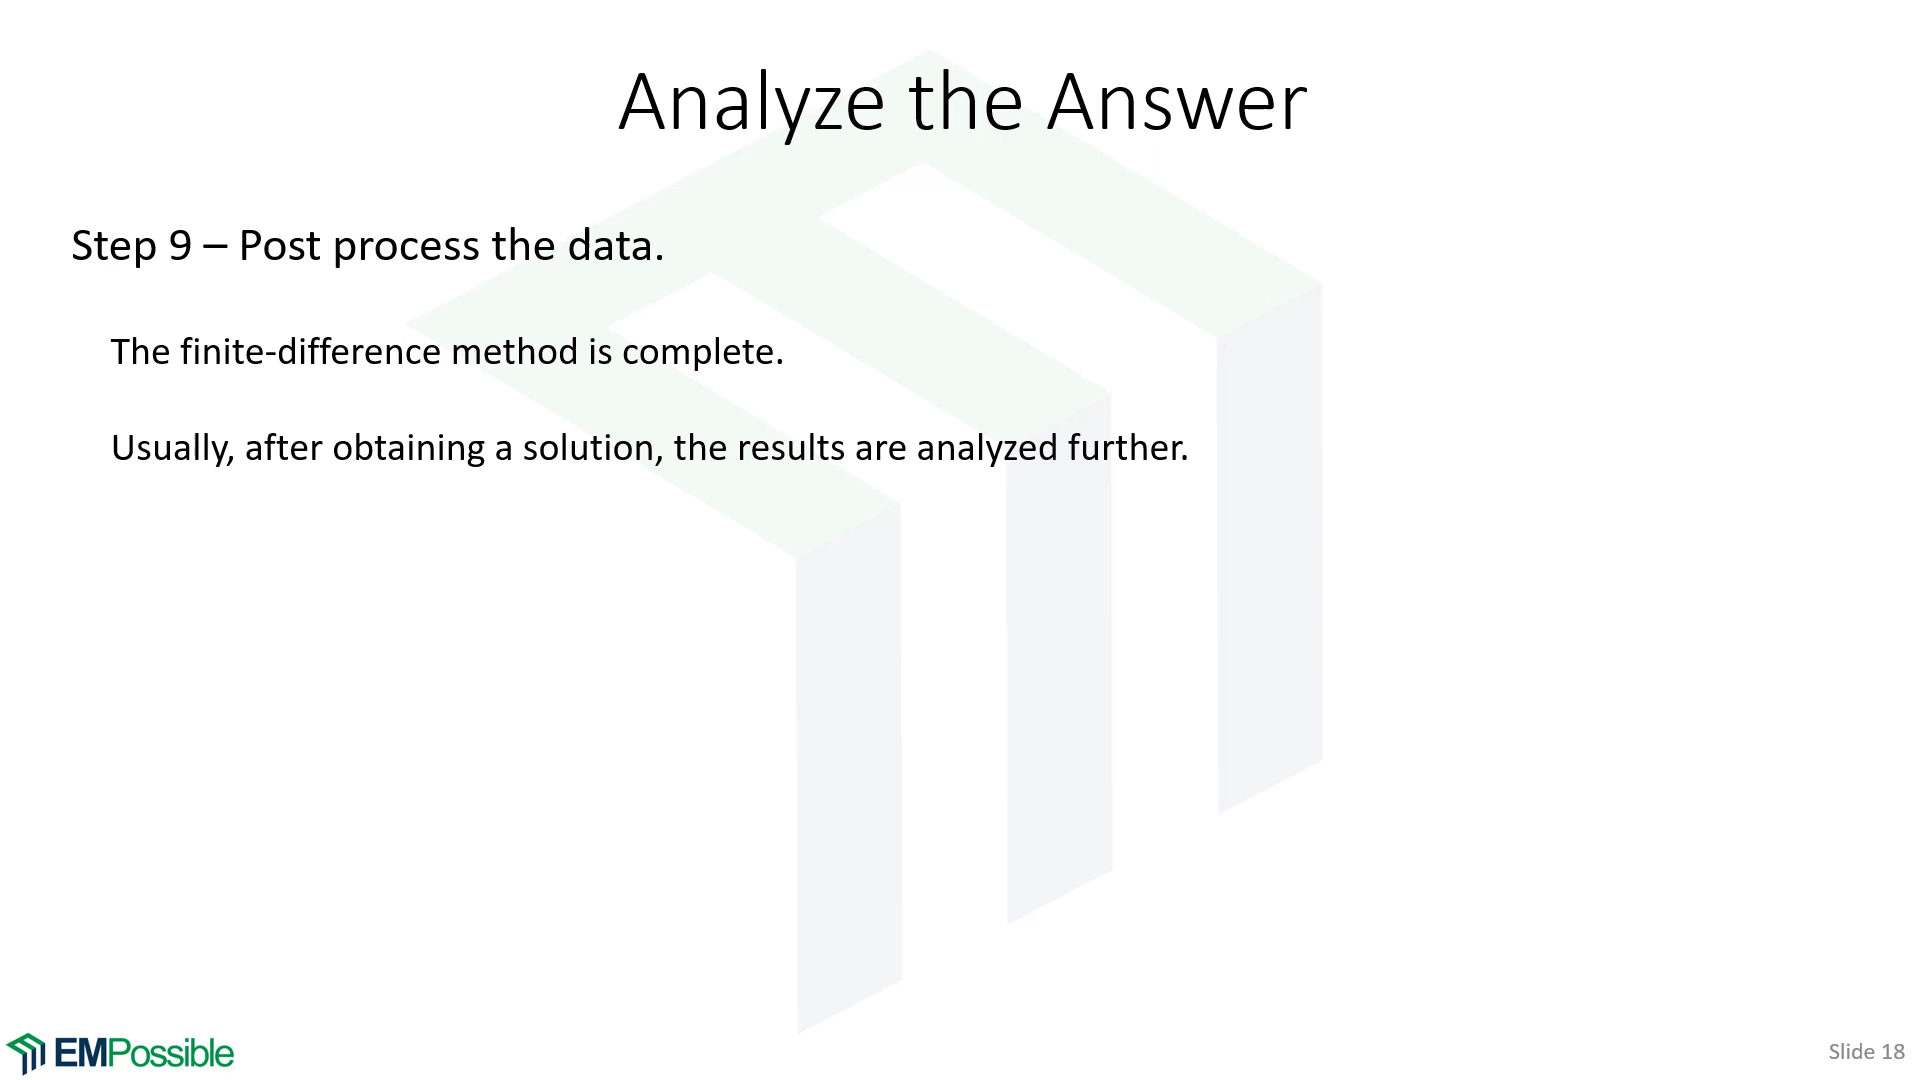 Analyze the Answer
Step 9 – Post process the data.
The finite-difference method is complete.
Usually, after obtaining a solution, the results are analyzed further.
EMPossible
Slide 18